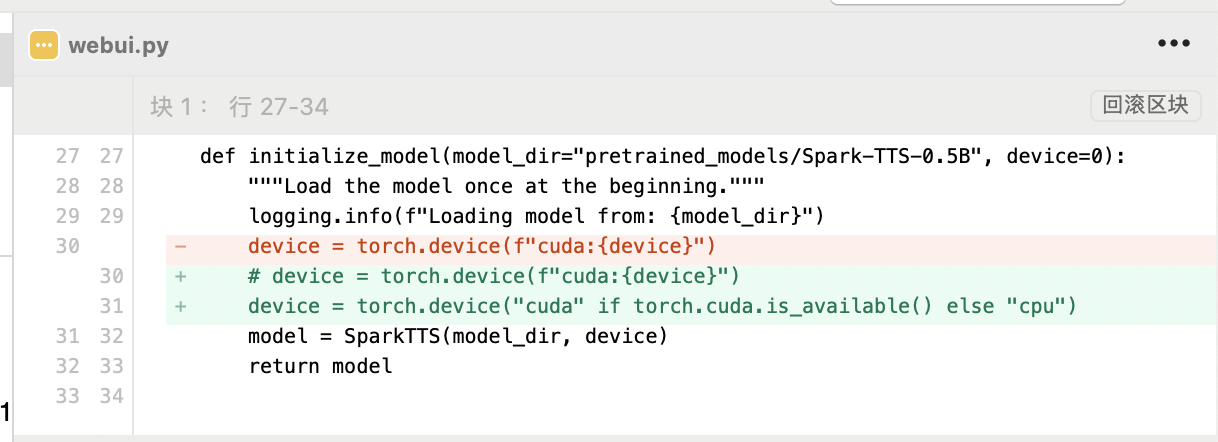 webui.py
块 1： 行 27-34
回滚区块
27 27 def initialize_model(model_dir="pretrained_models/Spark-TTS-0.5B", device=0):
28 28 """Load the model once at the beginning."""
29 29 logging.info(f"Loading model from: {model_dir}")
30 − device = torch.device(f"cuda:{device}")
30 + # device = torch.device(f"cuda:{device}")
31 + device = torch.device("cuda" if torch.cuda.is_available() else "cpu")
31 32 model = SparkTTS(model_dir, device)
32 33 return model
33 34
1